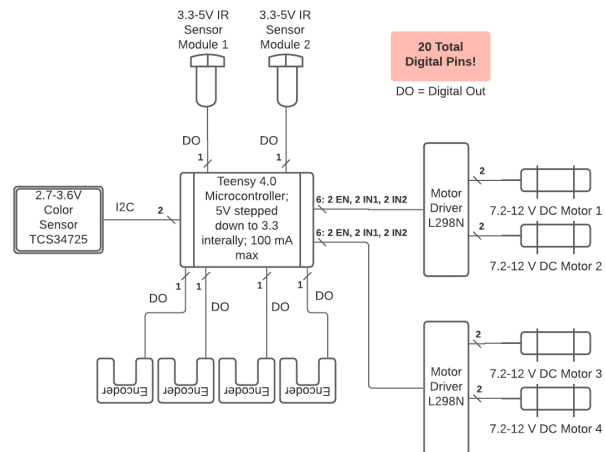 3.3-5V IR
Sensor
Module 1
3.3-5V IR
Sensor
Module 2
20 Total
Digital Pins!
DO = Digital Out
DO
1
DO
1
2.7-3.6V
Color
Sensor
TCS34725
I2C
2
Teensy 4.0
Microcontroller;
5V stepped
down to 3.3
interally; 100 mA
max
6: 2 EN, 2 IN1, 2 IN2
6: 2 EN, 2 IN1, 2 IN2
Motor
Driver
L298N
2
7.2-12 V DC Motor 1
2
7.2-12 V DC Motor 2
1
DO
1
DO
1
DO
1
DO
Encoder
Encoder
Encoder
Encoder
Motor
Driver
L298N
2
7.2-12 V DC Motor 3
2
7.2-12 V DC Motor 4